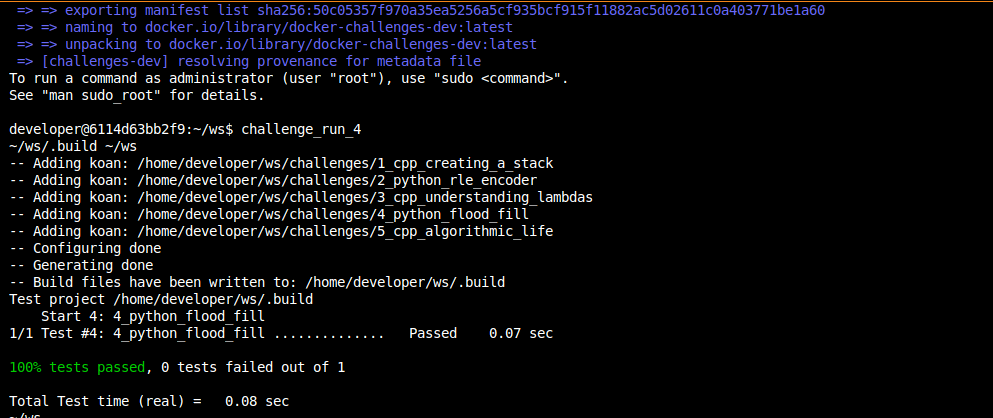 => => exporting manifest list sha256:50c05357f970a35ea5256a5cf935bcf915f11882ac5d02611c0a403771be1a60
=> => naming to docker.io/library/docker-challenges-dev:latest
=> => unpacking to docker.io/library/docker-challenges-dev:latest
=> [challenges-dev] resolving provenance for metadata file
To run a command as administrator (user "root"), use "sudo <command>".
See "man sudo_root" for details.
developer@6114d63bb2f9:~/ws$ challenge_run_4
~/ws/.build ~/ws
-- Adding koan: /home/developer/ws/challenges/1_cpp_creating_a_stack
-- Adding koan: /home/developer/ws/challenges/2_python_rle_encoder
-- Adding koan: /home/developer/ws/challenges/3_cpp_understanding_lambdas
-- Adding koan: /home/developer/ws/challenges/4_python_flood_fill
-- Adding koan: /home/developer/ws/challenges/5_cpp_algorithmic_life
-- Configuring done
-- Generating done
-- Build files have been written to: /home/developer/ws/.build
Test project /home/developer/ws/.build
Start 4: 4_python_flood_fill
1/1 Test #4: 4_python_flood_fill ..............   Passed    0.07 sec
100% tests passed, 0 tests failed out of 1
Total Test time (real) =   0.08 sec
~/ws